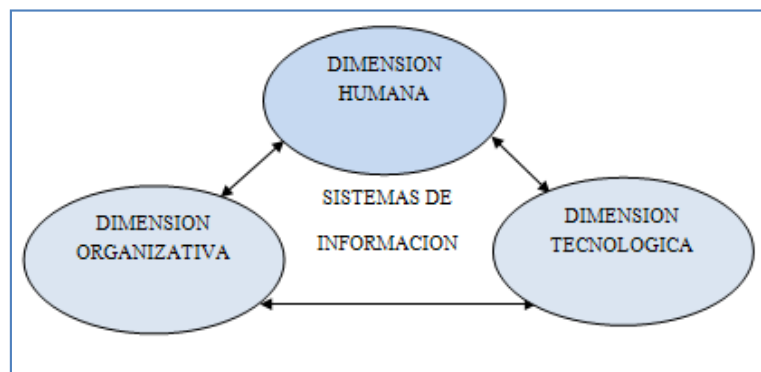 DIMENSION
HUMANA
SISTEMAS DE
INFORMACION
DIMENSION
ORGANIZATIVA
DIMENSION
TECNOLOGICA